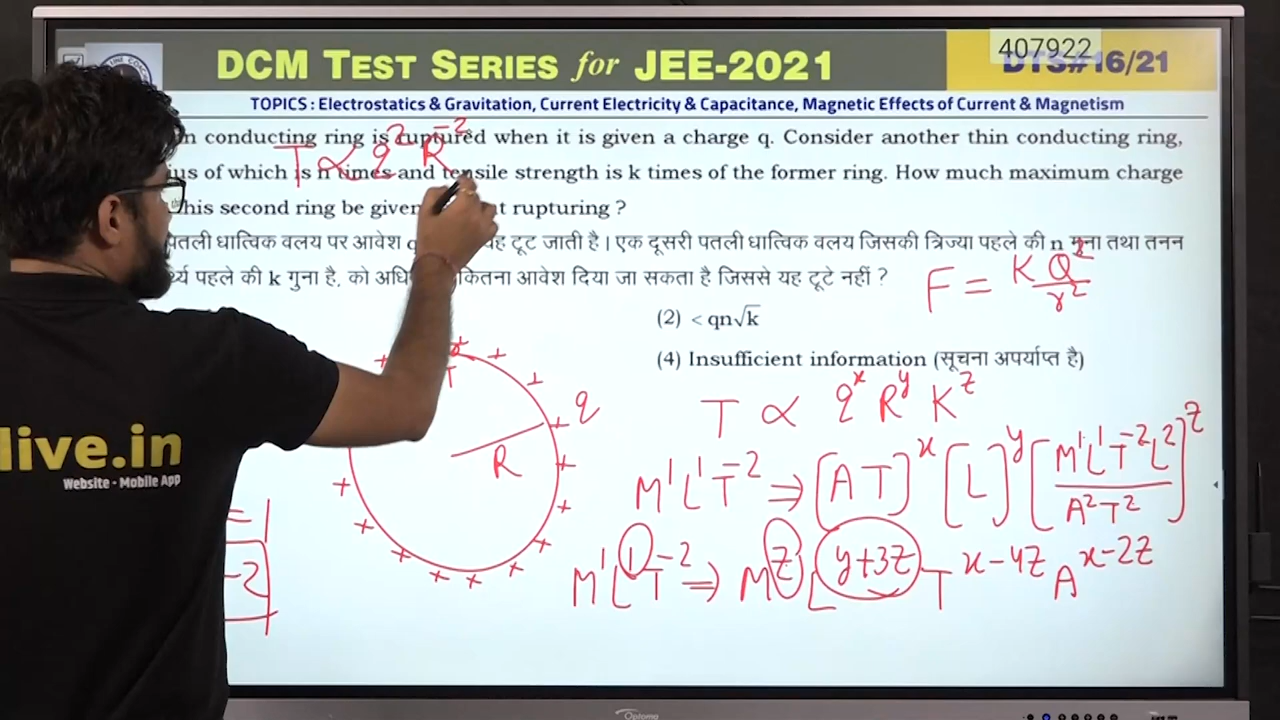 407922
DCM TEST SERIES for JEE-2021
DTS#16/21
TOPICS : Electrostatics & Gravitation, Current Electricity & Capacitance, Magnetic Effects of Current & Magnetism
conducting ring is ruptured when it is given a charge q. Consider another thin conducting ring,
of which is n times and tensile strength is k times of the former ring. How much maximum charge
this second ring be given rupturing ?
T ∝ q² R⁻²
पतली धात्विक वलय पर आवेश टूट जाती है। एक दूसरी पतली धात्विक वलय जिसकी त्रिज्या पहले की n गुना तथा तनन
पहले की k गुना है, को कितना आवेश दिया जा सकता है जिससे यह टूटे नहीं ?
F = K Q² / r²
(2) < qn√k
(4) Insufficient information (सूचना अपर्याप्त है)
+ + + + + + + + + + + + + +
q
R
T ∝ q^x R^y K^z
M¹L¹T⁻² ⇒ [AT]^x [L]^y [M¹L¹T⁻²L² / A²T²]^z
M¹L¹T⁻² ⇒ M^z L^(y+3z) T^(x-4z) A^(x-2z)
=1
-2
live.in
Website - Mobile App
Optoma